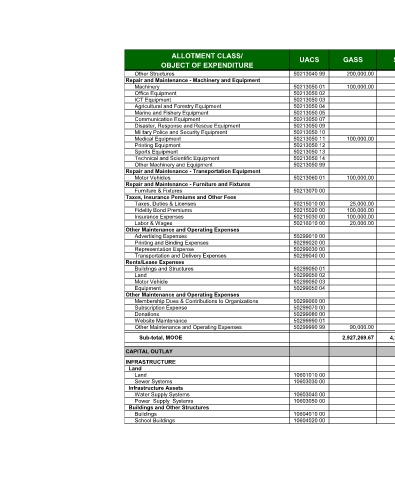 ALLOTMENT CLASS/
OBJECT OF EXPENDITURE UACS GASS
Other Structures 50213040 99 200,000.00
Repair and Maintenance - Machinery and Equipment
Machinery 50213050 01 100,000.00
Office Equipment 50213050 02
ICT Equipment 50213050 03
Agricultural and Forestry Equipment 50213050 04
Marine and Fishery Equipment 50213050 05
Communication Equipment 50213050 07
Disaster, Response and Rescue Equipment 50213050 09
Military Police and Security Equipment 50213050 10
Medical Equipment 50213050 11 100,000.00
Printing Equipment 50213050 12
Sports Equipment 50213050 13
Technical and Scientific Equipment 50213050 14
Other Machinery and Equipment 50213050 99
Repair and Maintenance - Transportation Equipment
Motor Vehicles 50213060 01 100,000.00
Repair and Maintenance - Furniture and Fixtures
Furniture & Fixtures 50213070 00
Taxes, Insurance Pemiums and Other Fees
Taxes, Duties & Licenses 50215010 00 25,000.00
Fidelity Bond Premiums 50215020 00 100,000.00
Insurance Expenses 50215030 00 100,000.00
Labor & Wages 50216010 00 20,000.00
Other Maintenance and Operating Expenses
Advertising Expenses 50299010 00
Printing and Binding Expenses 50299020 00
Representation Expense 50299030 00
Transportation and Delivery Expenses 50299040 00
Rents/Lease Expenses
Buildings and Structures 50299050 01
Land 50299050 02
Motor Vehicle 50299050 03
Equipment 50299050 04
Other Maintenance and Operating Expenses
Membership Dues & Contributions to Organizations 50299060 00
Subscription Expense 50299070 00
Donations 50299080 00
Website Maintenance 50299990 01
Other Maintenance and Operating Expenses 50299990 99 90,000.00
Sub-total, MOOE 2,927,269.67
CAPITAL OUTLAY
INFRASTRUCTURE
Land
Land 10601010 00
Sewer Systems 10603030 00
Infrastructure Assets
Water Supply Systems 10603040 00
Power Supply Systems 10603050 00
Buildings and Other Structures
Buildings 10604010 00
School Buildings 10604020 00